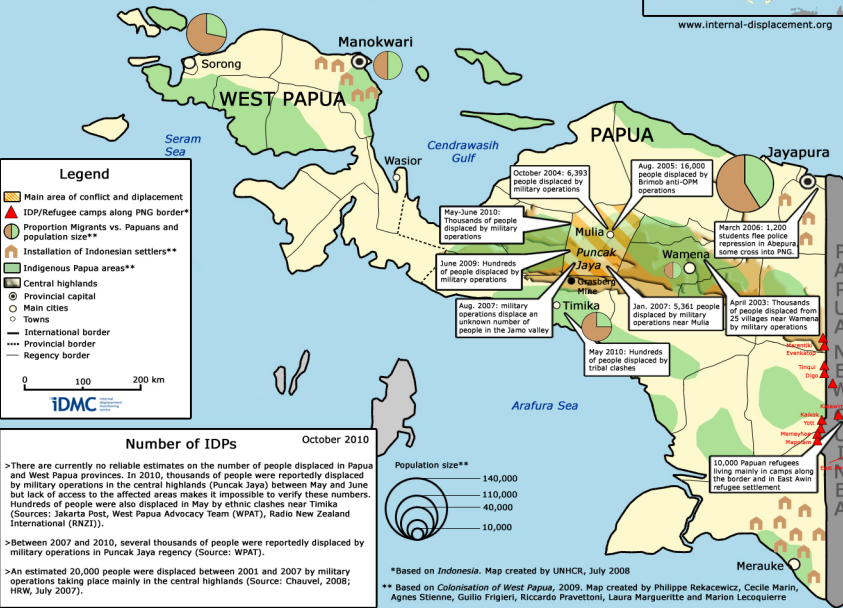 www.internal-displacement.org
Manokwari
Sorong
WEST PAPUA
Seram
Sea
Cendrawasih
Gulf
PAPUA
Wasior
Jayapura
October 2004: 6,393
people displaced by
military operations
Aug. 2005: 16,000
people displaced by
Brimob anti-OPM
operations
May-June 2010:
Thousands of people
displaced by military
operations
Mulia
Puncak
Jaya
Wamena
March 2006: 1,200
students flee police
repression in Abepura,
some cross into PNG.
June 2009: Hundreds
of people displaced by
military operations
Grasberg
Mine
Timika
Aug. 2007: military
operations displace an
unknown number of
people in the Jamo valley
Jan. 2007: 5,361 people
displaced by military
operations near Mulia
April 2003: Thousands
of people displaced from
25 villages near Wamena
by military operations
May 2010: Hundreds
of people displaced by
tribal clashes
Arafura Sea
Evenkatop
Tinqui
Digo
Kaikok
Yott
10,000 Papuan refugees
living mainly in camps along
the border and in East Awin
refugee settlement
Merauke
Legend
Main area of conflict and diplacement
IDP/Refugee camps along PNG border*
Proportion Migrants vs. Papuans and
population size**
Installation of Indonesian settlers**
Indigenous Papua areas**
Central highlands
Provincial capital
Main cities
Towns
International border
Provincial border
Regency border
0 100 200 km
iDMC internal
displacement
monitoring
centre
Number of IDPs October 2010
>There are currently no reliable estimates on the number of people displaced in Papua
and West Papua provinces. In 2010, thousands of people were reportedly displaced
by military operations in the central highlands (Puncak Jaya) between May and June
but lack of access to the affected areas makes it impossible to verify these numbers.
Hundreds of people were also displaced in May by ethnic clashes near Timika
(Sources: Jakarta Post, West Papua Advocacy Team (WPAT), Radio New Zealand
International (RNZI)).
>Between 2007 and 2010, several thousands of people were reportedly displaced by
military operations in Puncak Jaya regency (Source: WPAT).
>An estimated 20,000 people were displaced between 2001 and 2007 by military
operations taking place mainly in the central highlands (Source: Chauvel, 2008;
HRW, July 2007).
Population size**
140,000
110,000
40,000
10,000
*Based on Indonesia. Map created by UNHCR, July 2008
** Based on Colonisation of West Papua, 2009. Map created by Philippe Rekacewicz, Cecile Marin,
Agnes Stienne, Guilio Frigieri, Riccardo Pravettoni, Laura Margueritte and Marion Lecoquierre